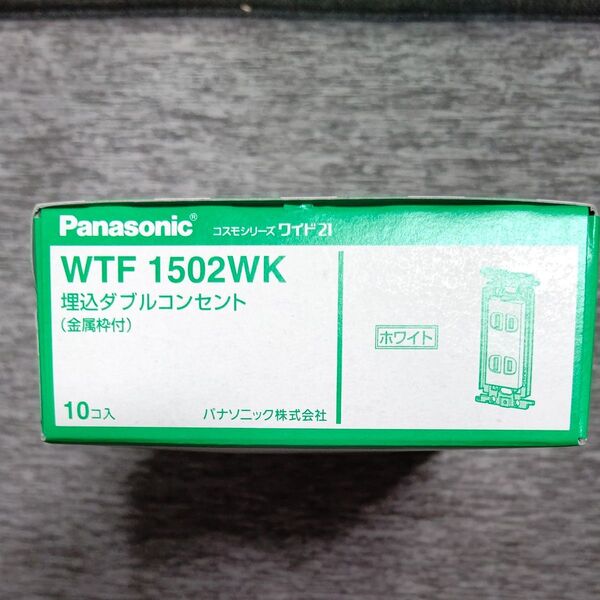 Panasonic® コスモシリーズ ワイド21
WTF 1502WK
埋込ダブルコンセント
(金属枠付)
ホワイト
10コ入 パナソニック株式会社